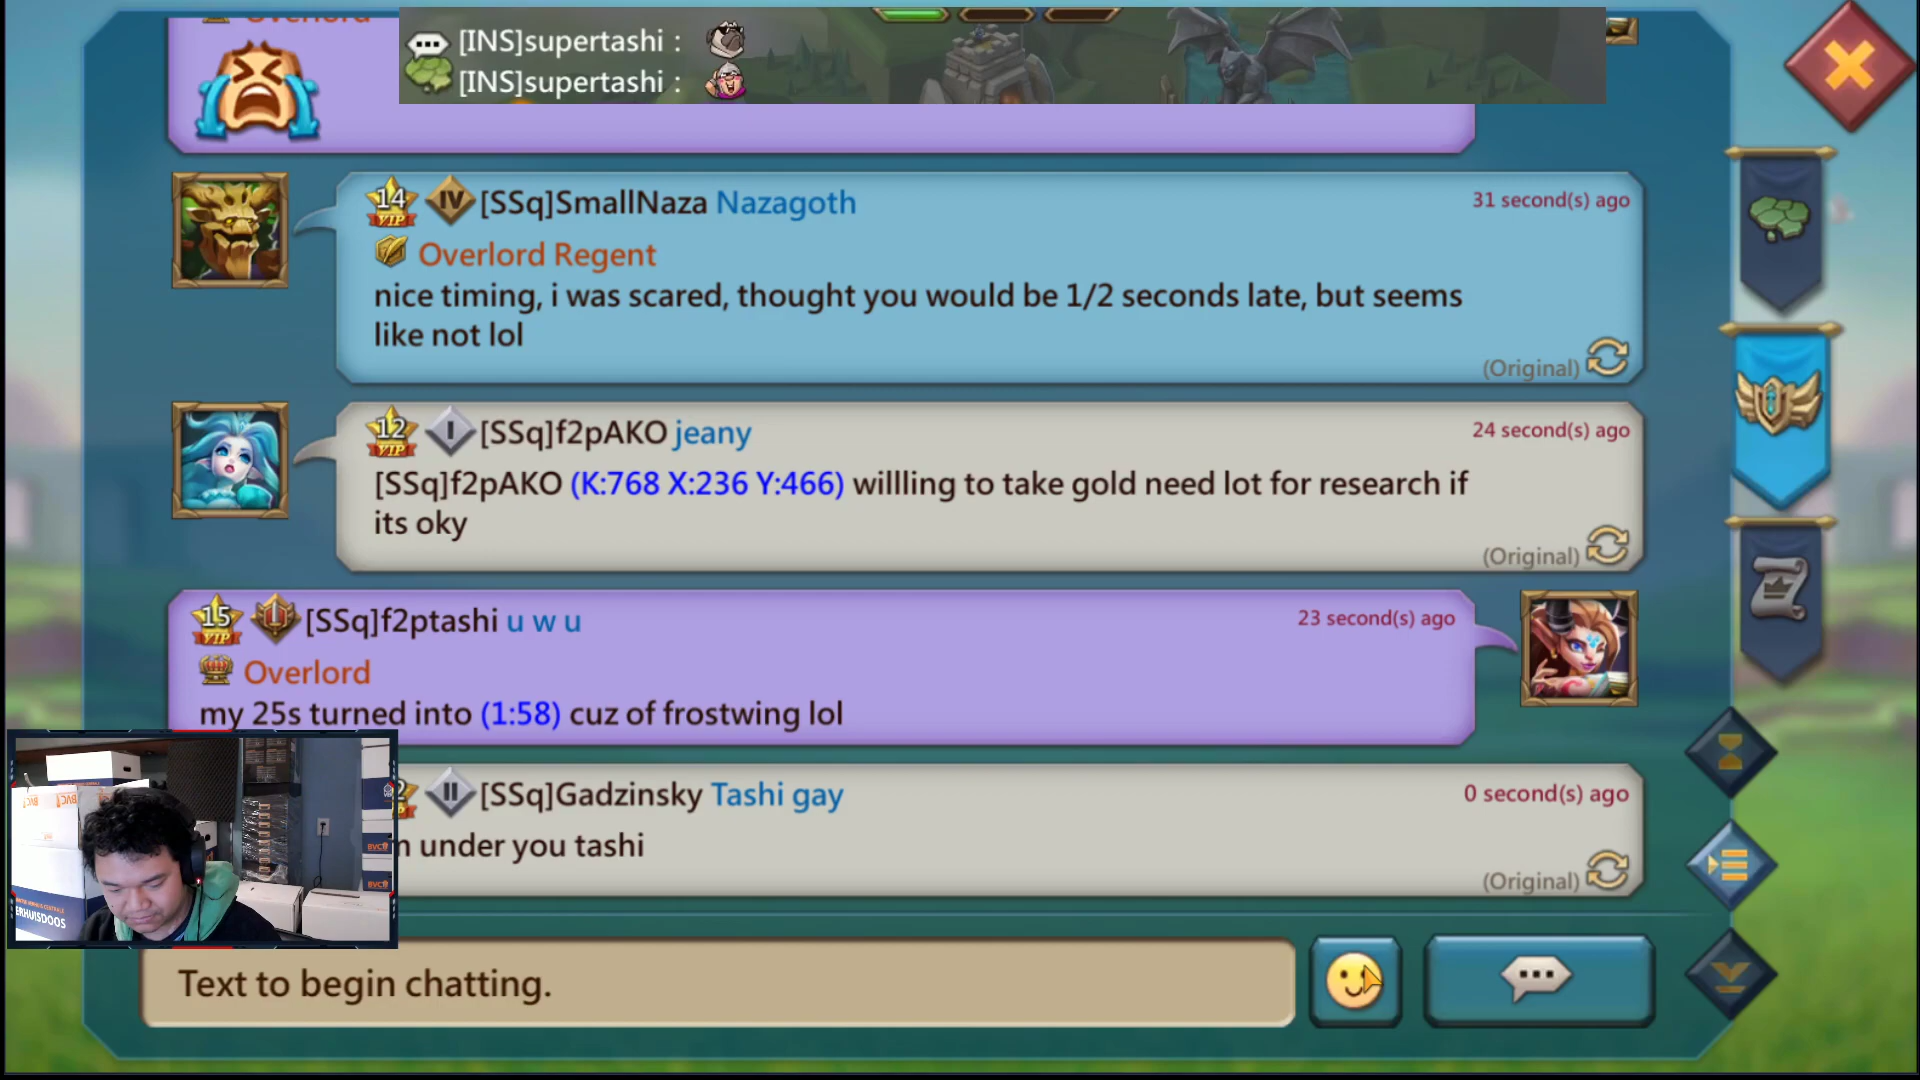 Overlord
[INS]supertashi :
[INS]supertashi :
14 VIP IV [SSq]SmallNaza Nazagoth 31 second(s) ago
Overlord Regent
nice timing, i was scared, thought you would be 1/2 seconds late, but seems
like not lol
(Original)
12 VIP I [SSq]f2pAKO jeany 24 second(s) ago
[SSq]f2pAKO (K:768 X:236 Y:466) willling to take gold need lot for research if
its oky
(Original)
15 VIP [SSq]f2ptashi u w u 23 second(s) ago
Overlord
my 25s turned into (1:58) cuz of frostwing lol
II [SSq]Gadzinsky Tashi gay 0 second(s) ago
under you tashi
(Original)
ERHUISDOOS
BVC
BVC
Text to begin chatting.